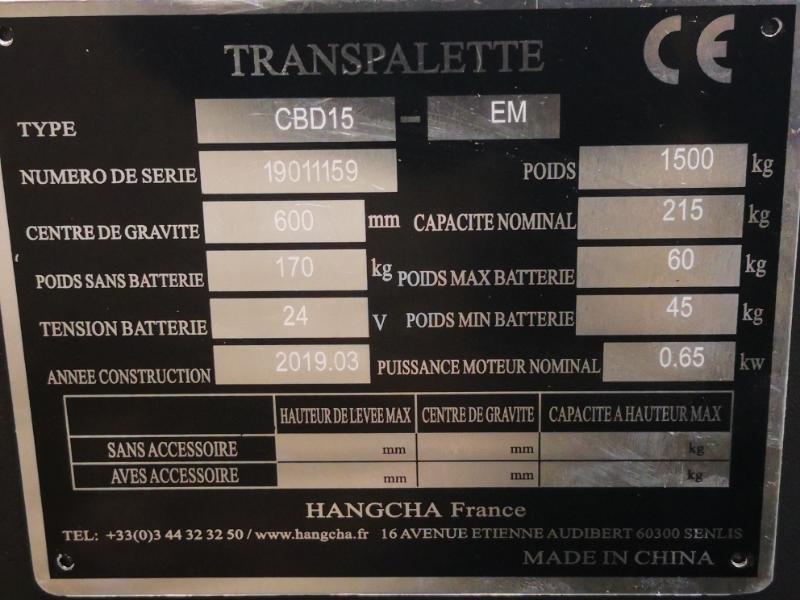 TRANSPALETTE CE
TYPE CBD15 - EM
NUMERO DE SERIE 19011159 POIDS 1500 kg
CENTRE DE GRAVITE 600 mm CAPACITE NOMINAL 215 kg
POIDS SANS BATTERIE 170 kg POIDS MAX BATTERIE 60 kg
TENSION BATTERIE 24 V POIDS MIN BATTERIE 45 kg
ANNEE CONSTRUCTION 2019.03 PUISSANCE MOTEUR NOMINAL 0.65 kw
HAUTEUR DE LEVEE MAX CENTRE DE GRAVITE CAPACITE A HAUTEUR MAX
SANS ACCESSOIRE mm mm kg
AVES ACCESSOIRE mm mm kg
HANGCHA France
TEL: +33(0)3 44 32 32 50 / www.hangcha.fr 16 AVENUE ETIENNE AUDIBERT 60300 SENLIS
MADE IN CHINA